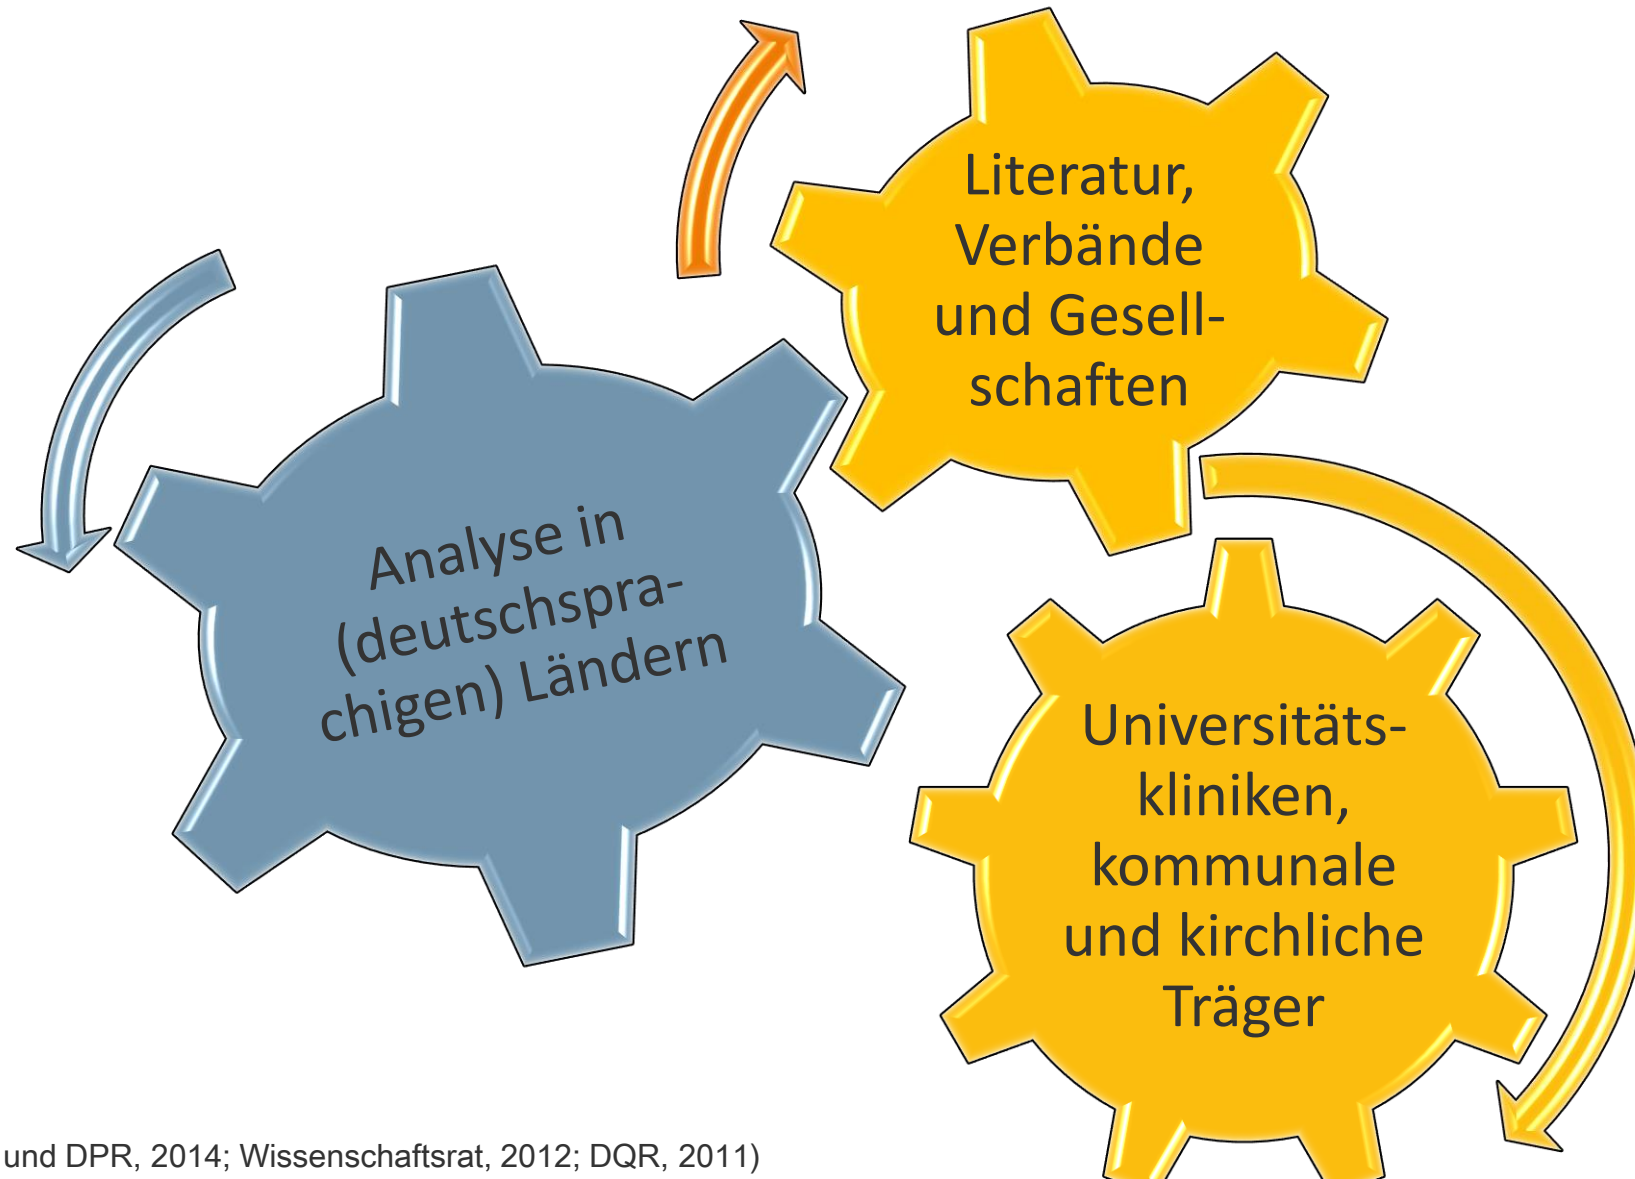 Literatur,
Verbände
und Gesell-
schaften
Analyse in
(deutschspra-
chigen) Ländern
Universitäts-
kliniken,
kommunale
und kirchliche
Träger
und DPR, 2014; Wissenschaftsrat, 2012; DQR, 2011)